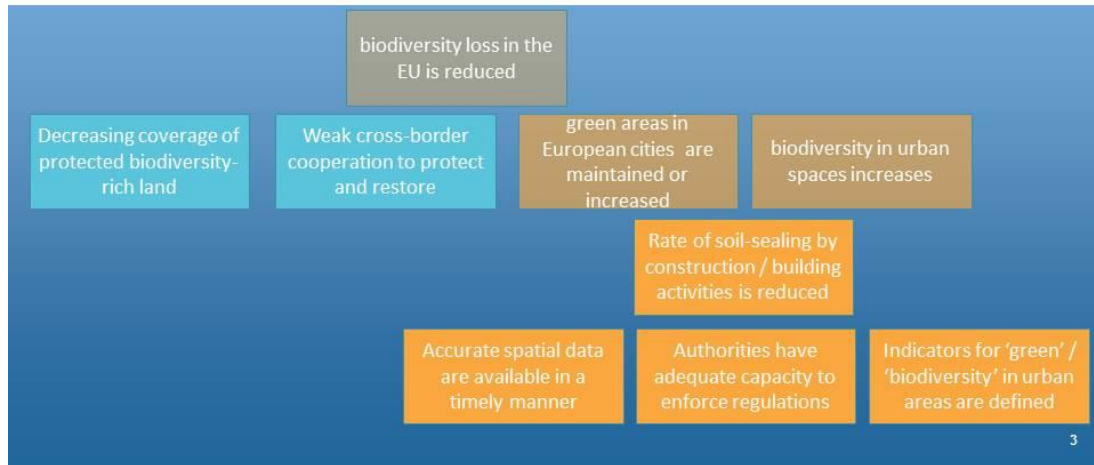 biodiversity loss in the
EU is reduced
Decreasing coverage of
protected biodiversity-
rich land
Weak cross-border
cooperation to protect
and restore
green areas in
European cities are
maintained or
increased
biodiversity in urban
spaces increases
Rate of soil-sealing by
construction / building
activities is reduced
Accurate spatial data
are available in a
timely manner
Authorities have
adequate capacity to
enforce regulations
Indicators for ‘green’ /
‘biodiversity’ in urban
areas are defined
3